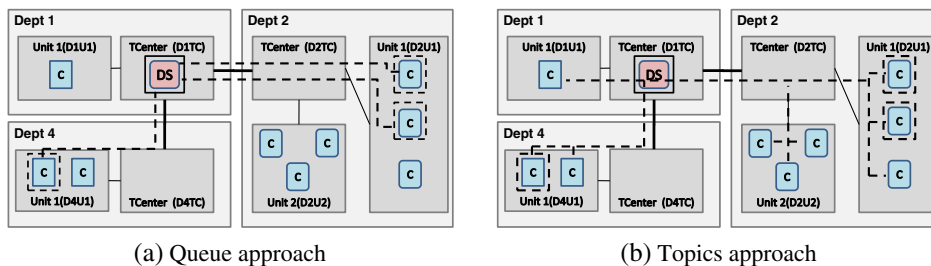 Dept 1
Unit 1(D1U1)
C
TCenter (D1TC)
DS
Dept 2
TCenter (D2TC)
Unit 1(D2U1)
C
C
C
C
C
C
Unit 2(D2U2)
Dept 4
C
C
Unit 1(D4U1)
TCenter (D4TC)
(a) Queue approach
Dept 1
Unit 1(D1U1)
C
TCenter (D1TC)
DS
Dept 2
TCenter (D2TC)
Unit 1(D2U1)
C
C
C
C
C
C
Unit 2(D2U2)
Dept 4
C
C
Unit 1(D4U1)
TCenter (D4TC)
(b) Topics approach